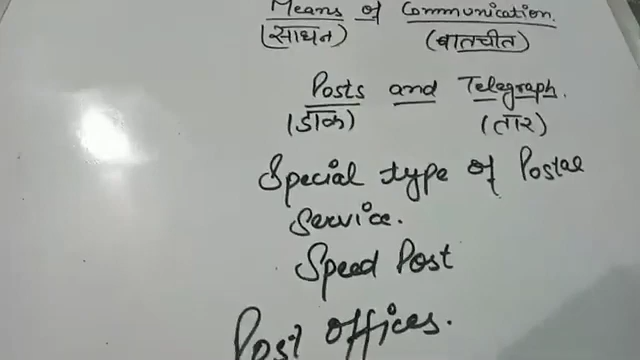 Means of Communication.
(साधन) (बातचीत)
Posts and Telegraph.
(डाक) (तार)
Special type of Postal
Service.
Speed Post
Post offices.